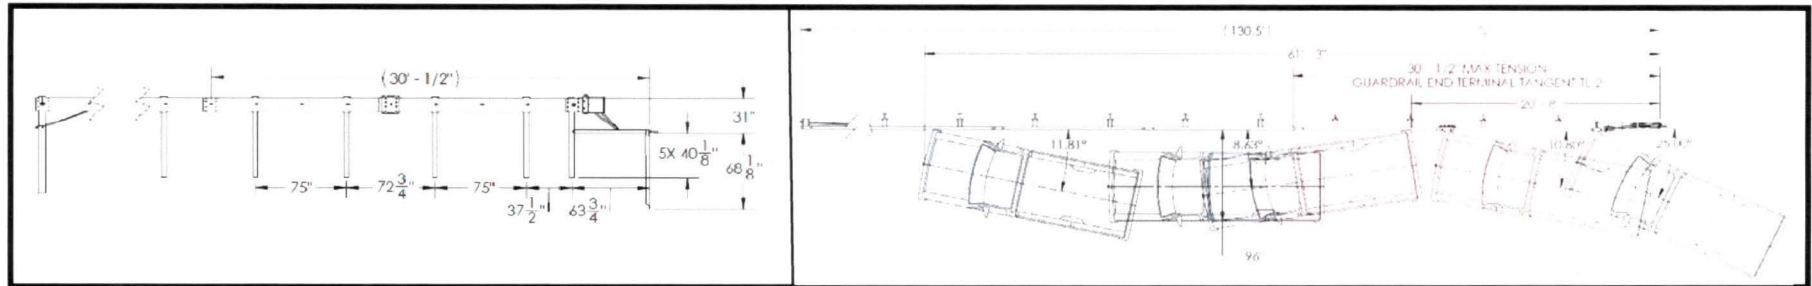 (30' - 1/2")
31"
5X 40 1/8"
68 1/8"
75"
72 3/4"
75"
37 1/2"
63 3/4"
(130.5')
61' - 3"
30' 1/2" MAX TENSION
GUARDRAIL END TERMINAL TANGENT TL 2
20' - 8"
11.81°
8.63°
10.80°
25.00°
96"